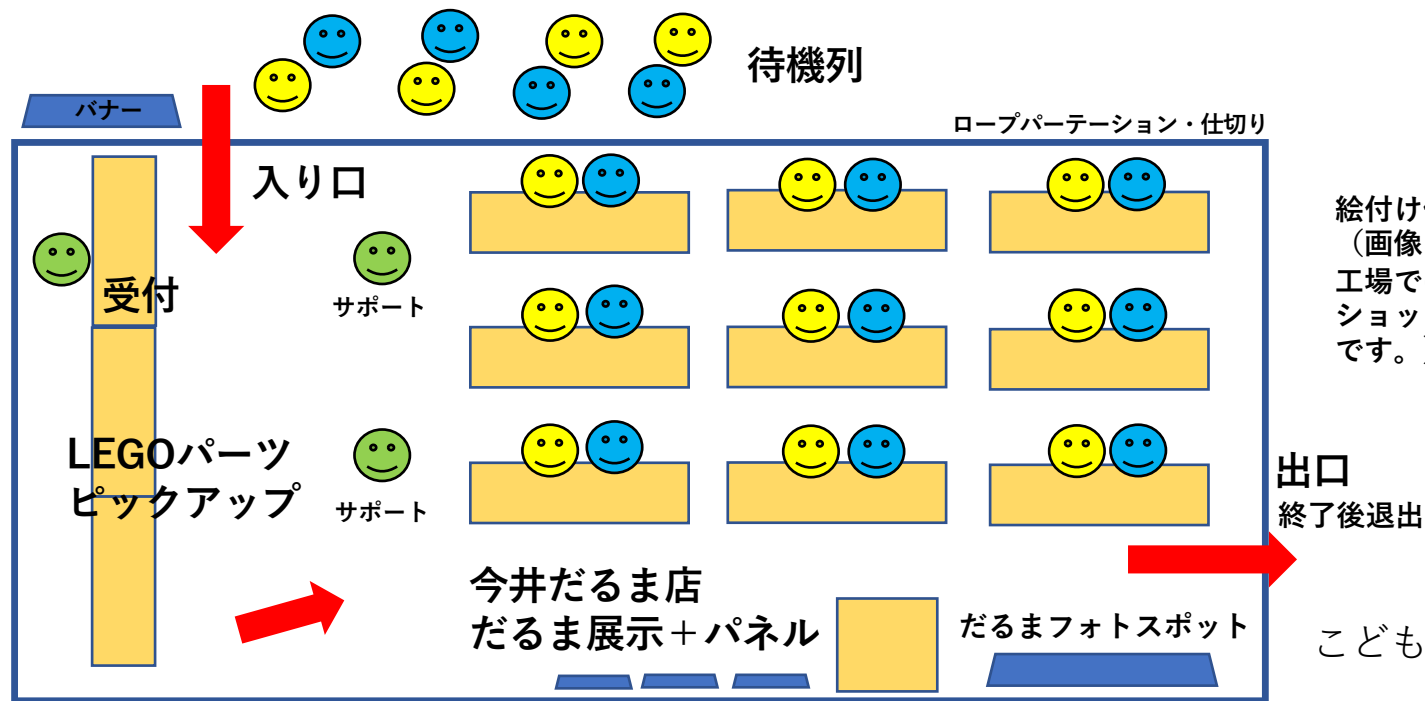 待機列
バナー
ロープパーテーション・仕切り
入り口
受付
サポート
LEGOパーツ
ピックアップ
サポート
今井だるま店
だるま展示＋パネル
だるまフォトスポット
絵付け
（画像
工場で
ショッ
です。
出口
終了後退出
こども